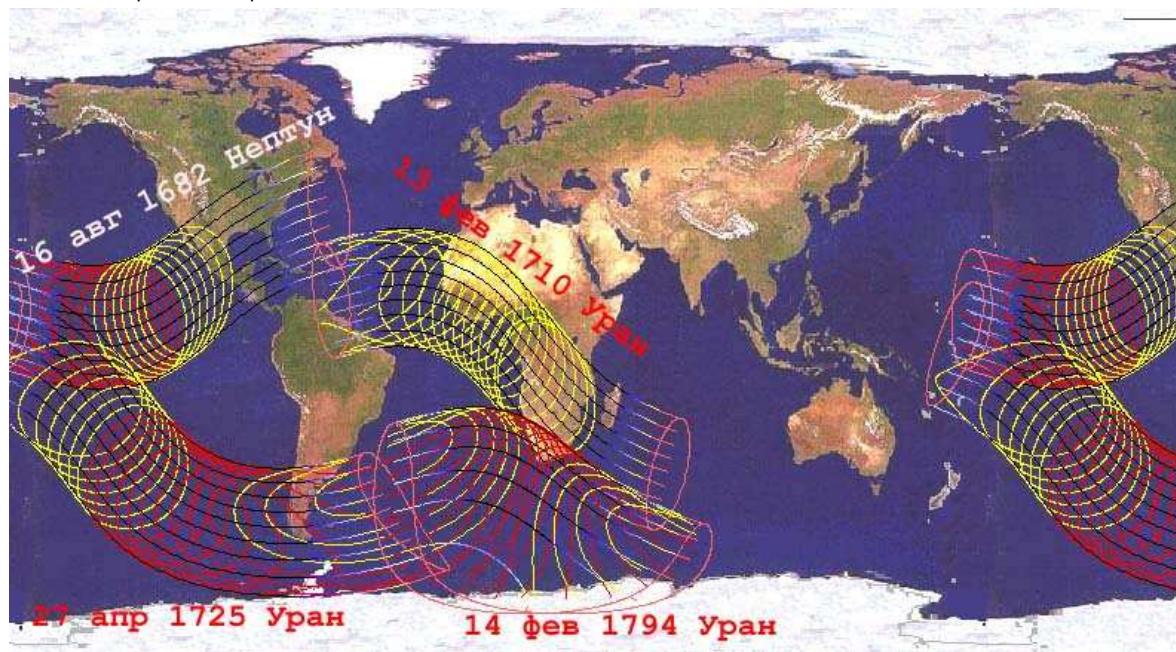 16 авг 1682 Нептун
13 фев 1710 Уран
27 апр 1725 Уран
14 фев 1794 Уран